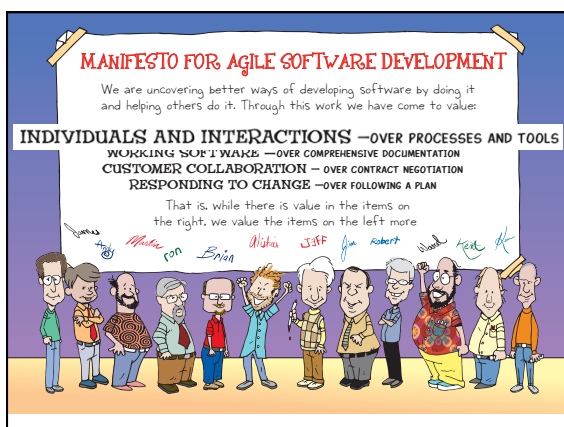 MANIFESTO FOR AGILE SOFTWARE DEVELOPMENT
We are uncovering better ways of developing software by doing it
and helping others do it. Through this work we have come to value:
INDIVIDUALS AND INTERACTIONS —OVER PROCESSES AND TOOLS
WORKING SOFTWARE —OVER COMPREHENSIVE DOCUMENTATION
CUSTOMER COLLABORATION – OVER CONTRACT NEGOTIATION
RESPONDING TO CHANGE —OVER FOLLOWING A PLAN
That is, while there is value in the items on
the right, we value the items on the left more
James Andy Martin ron Brian Alistair JEFF Jim Robert Ward Kent Ken